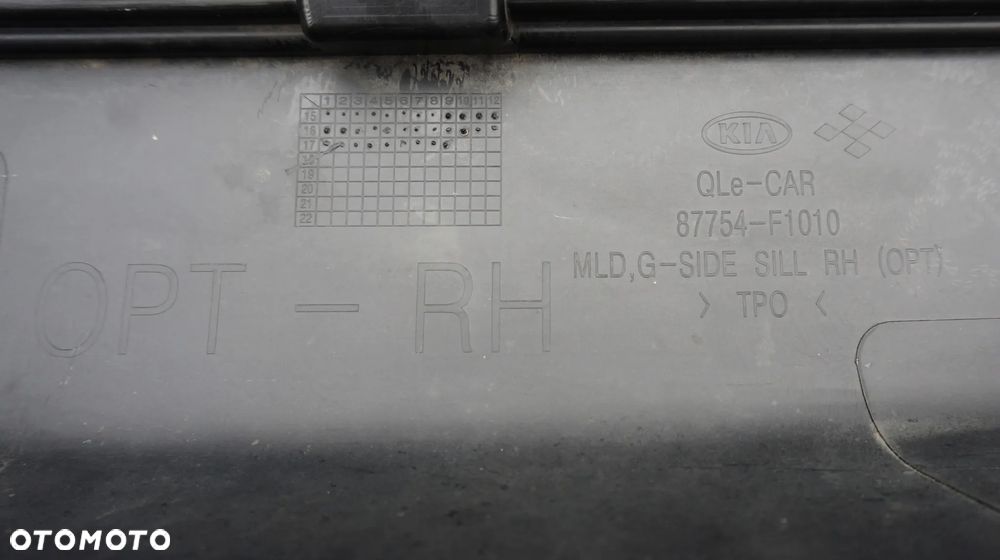 1 2 3 4 5 6 7 8 9 10 11 12
15
16
17
19
20
21
22
KIA
QLe-CAR
87754-F1010
MLD,G-SIDE SILL RH (OPT)
> TPO <
OPT - RH
OTOMOTO